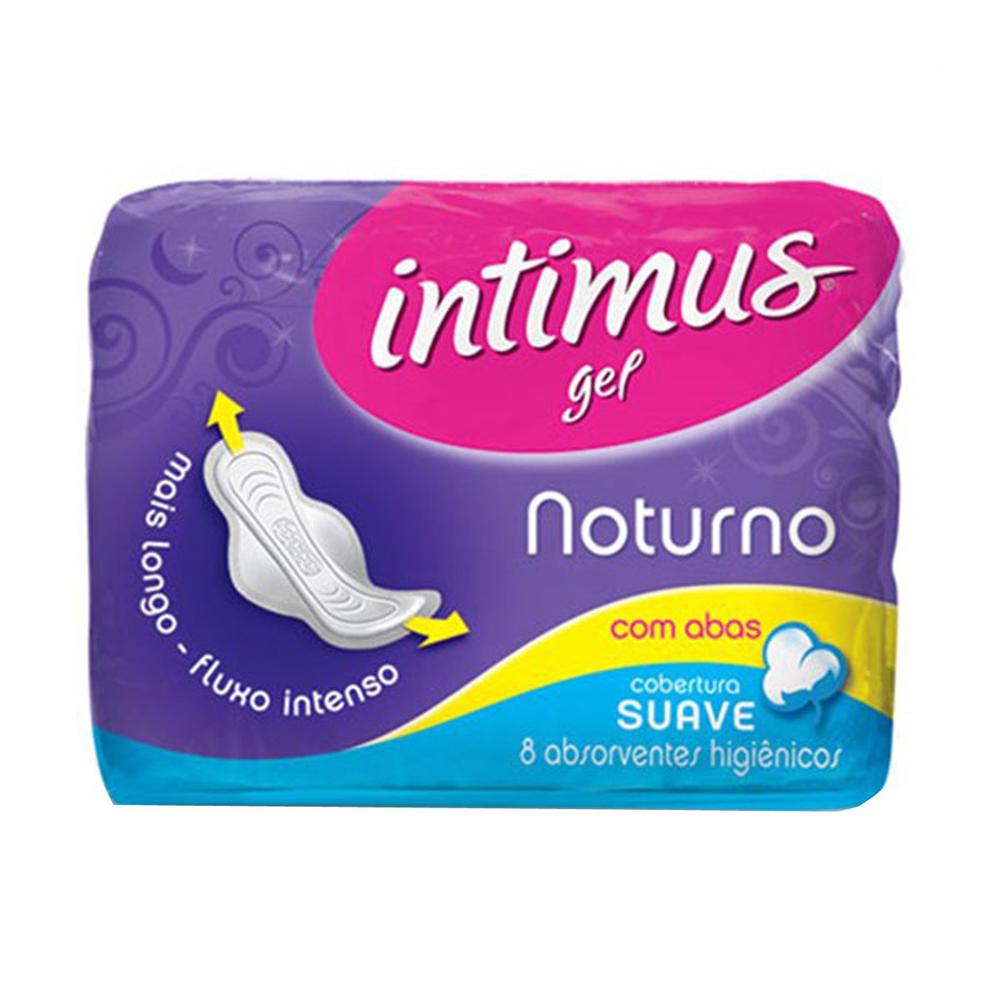 intimus®
gel
Noturno
mais longo - fluxo intenso
com abas
cobertura
SUAVE
8 absorventes higiênicos